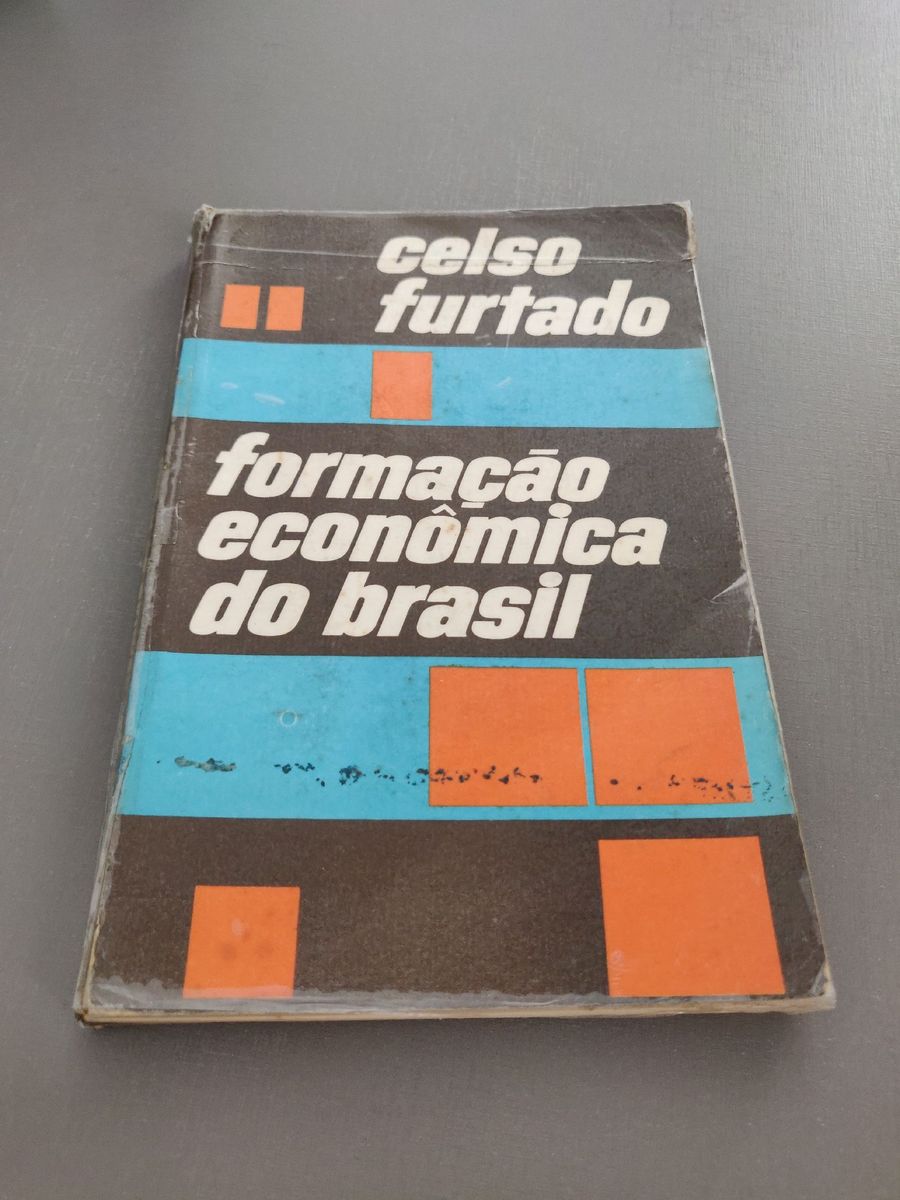 celso
furtado
formação
econômica
do brasil